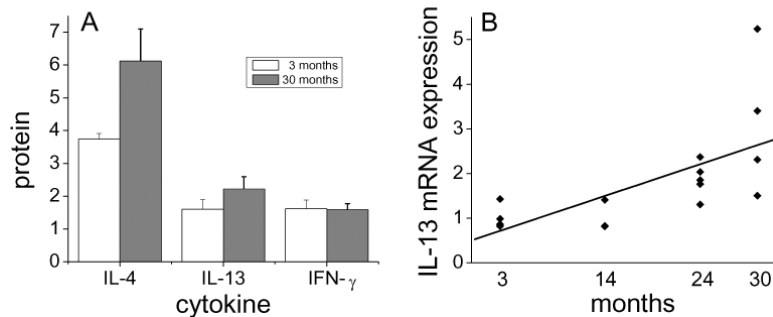 A
3 months
30 months
protein
7
6
5
4
3
2
1
0
IL-4
IL-13
IFN-γ
cytokine
B
IL-13 mRNA expression
5
4
3
2
1
0
3
14
24
30
months